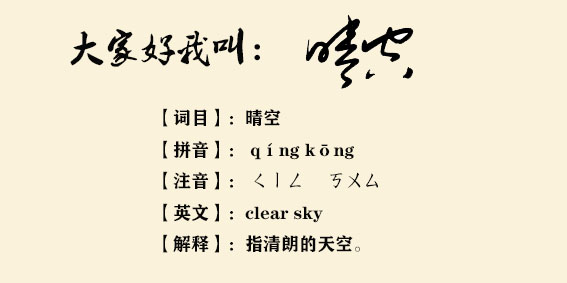 大家好我叫： 晴空
【词目】：晴空
【拼音】： qíng kōng
【注音】：ㄑㄧㄥ ㄎㄨㄥ
【英文】：clear sky
【解释】：指清朗的天空。